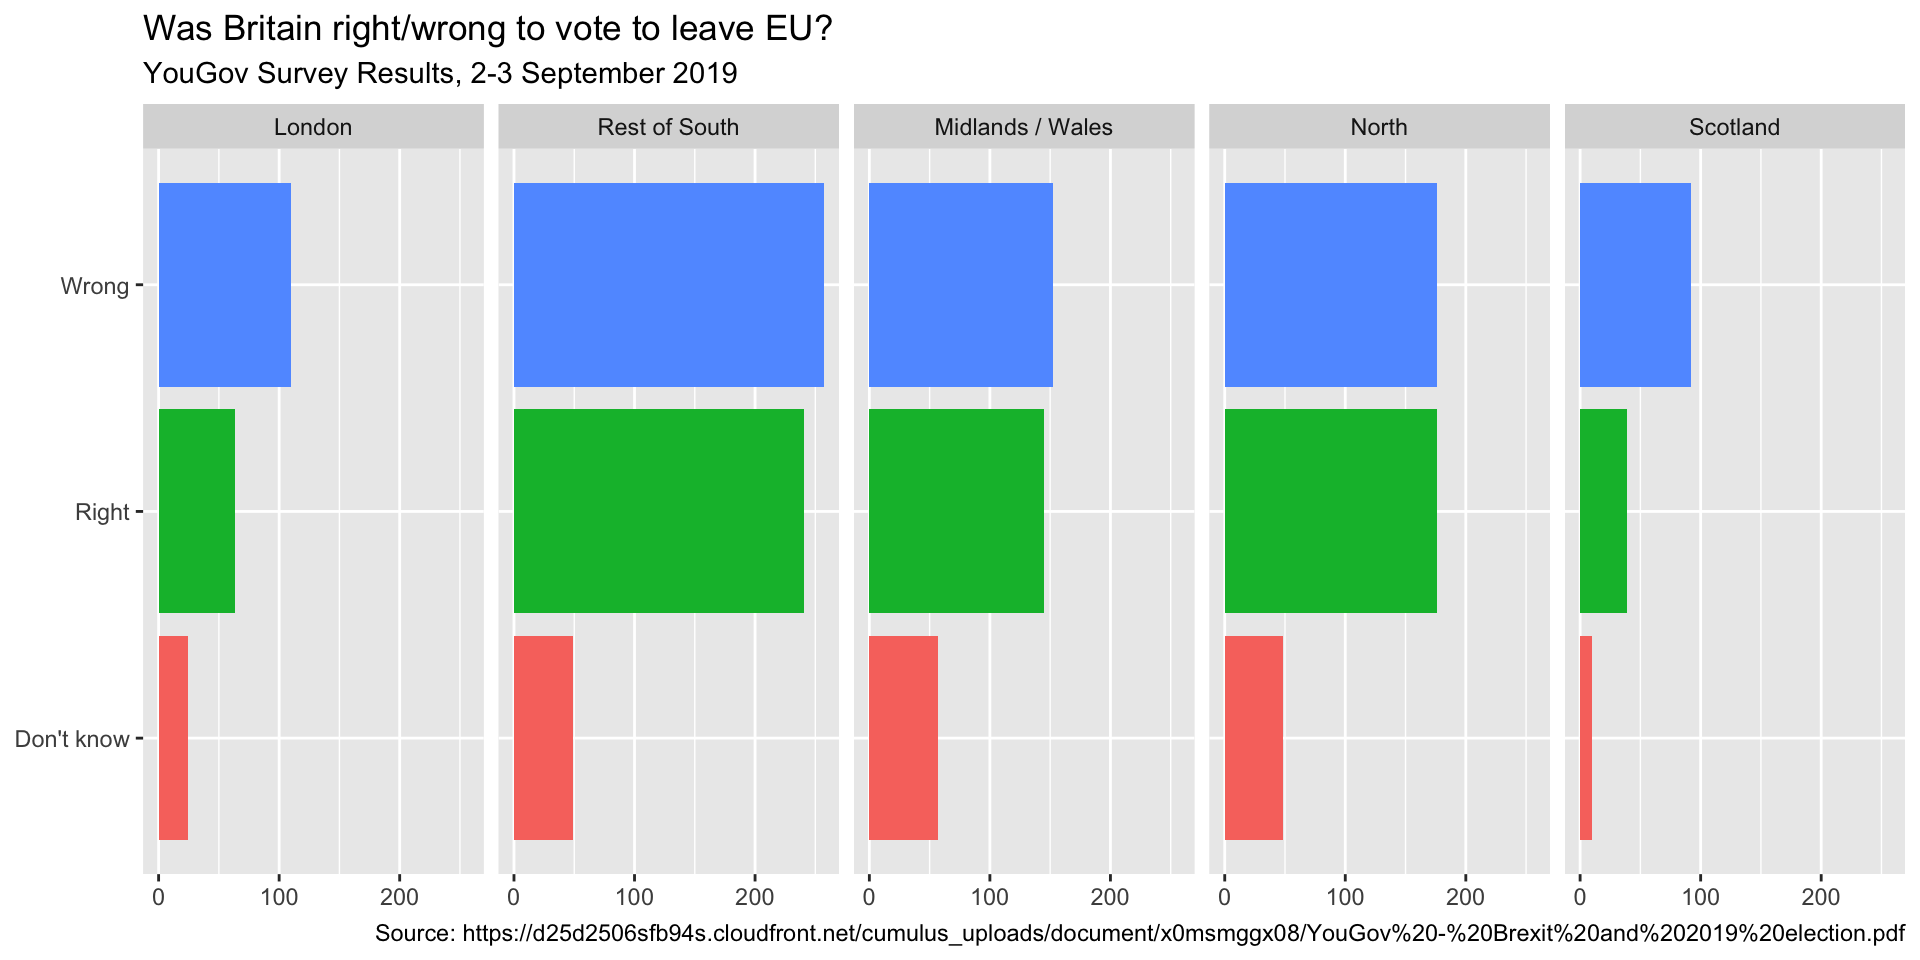 Was Britain right/wrong to vote to leave EU?
YouGov Survey Results, 2-3 September 2019
London Rest of South Midlands / Wales North Scotland
Wrong
Right
Don't know
0 100 200 0 100 200 0 100 200 0 100 200 0 100 200
Source: https://d25d2506sfb94s.cloudfront.net/cumulus_uploads/document/x0msmggx08/YouGov%20-%20Brexit%20and%202019%20election.pdf